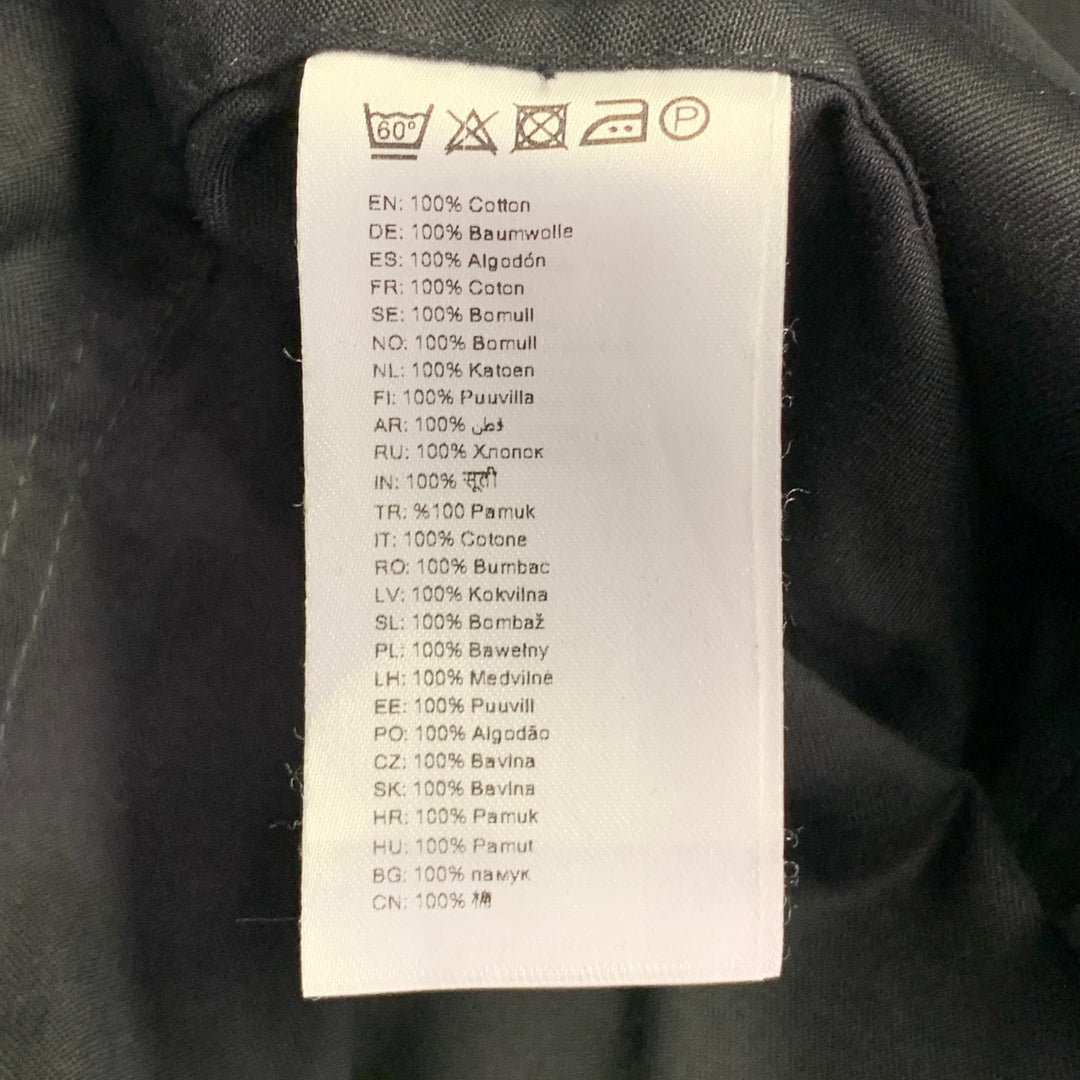 60°
P
EN: 100% Cotton
DE: 100% Baumwolle
ES: 100% Algodón
FR: 100% Coton
SE: 100% Bomull
NO: 100% Bomull
NL: 100% Katoen
FI: 100% Puuvilla
AR: 100% قطن
RU: 100% Хлопок
IN: 100% सूती
TR: %100 Pamuk
IT: 100% Cotone
RO: 100% Bumbac
LV: 100% Kokvilna
SL: 100% Bombaž
PL: 100% Bawełny
LH: 100% Medvilnė
EE: 100% Puuvill
PO: 100% Algodão
CZ: 100% Bavlna
SK: 100% Bavlna
HR: 100% Pamuk
HU: 100% Pamut
BG: 100% памук
CN: 100% 棉